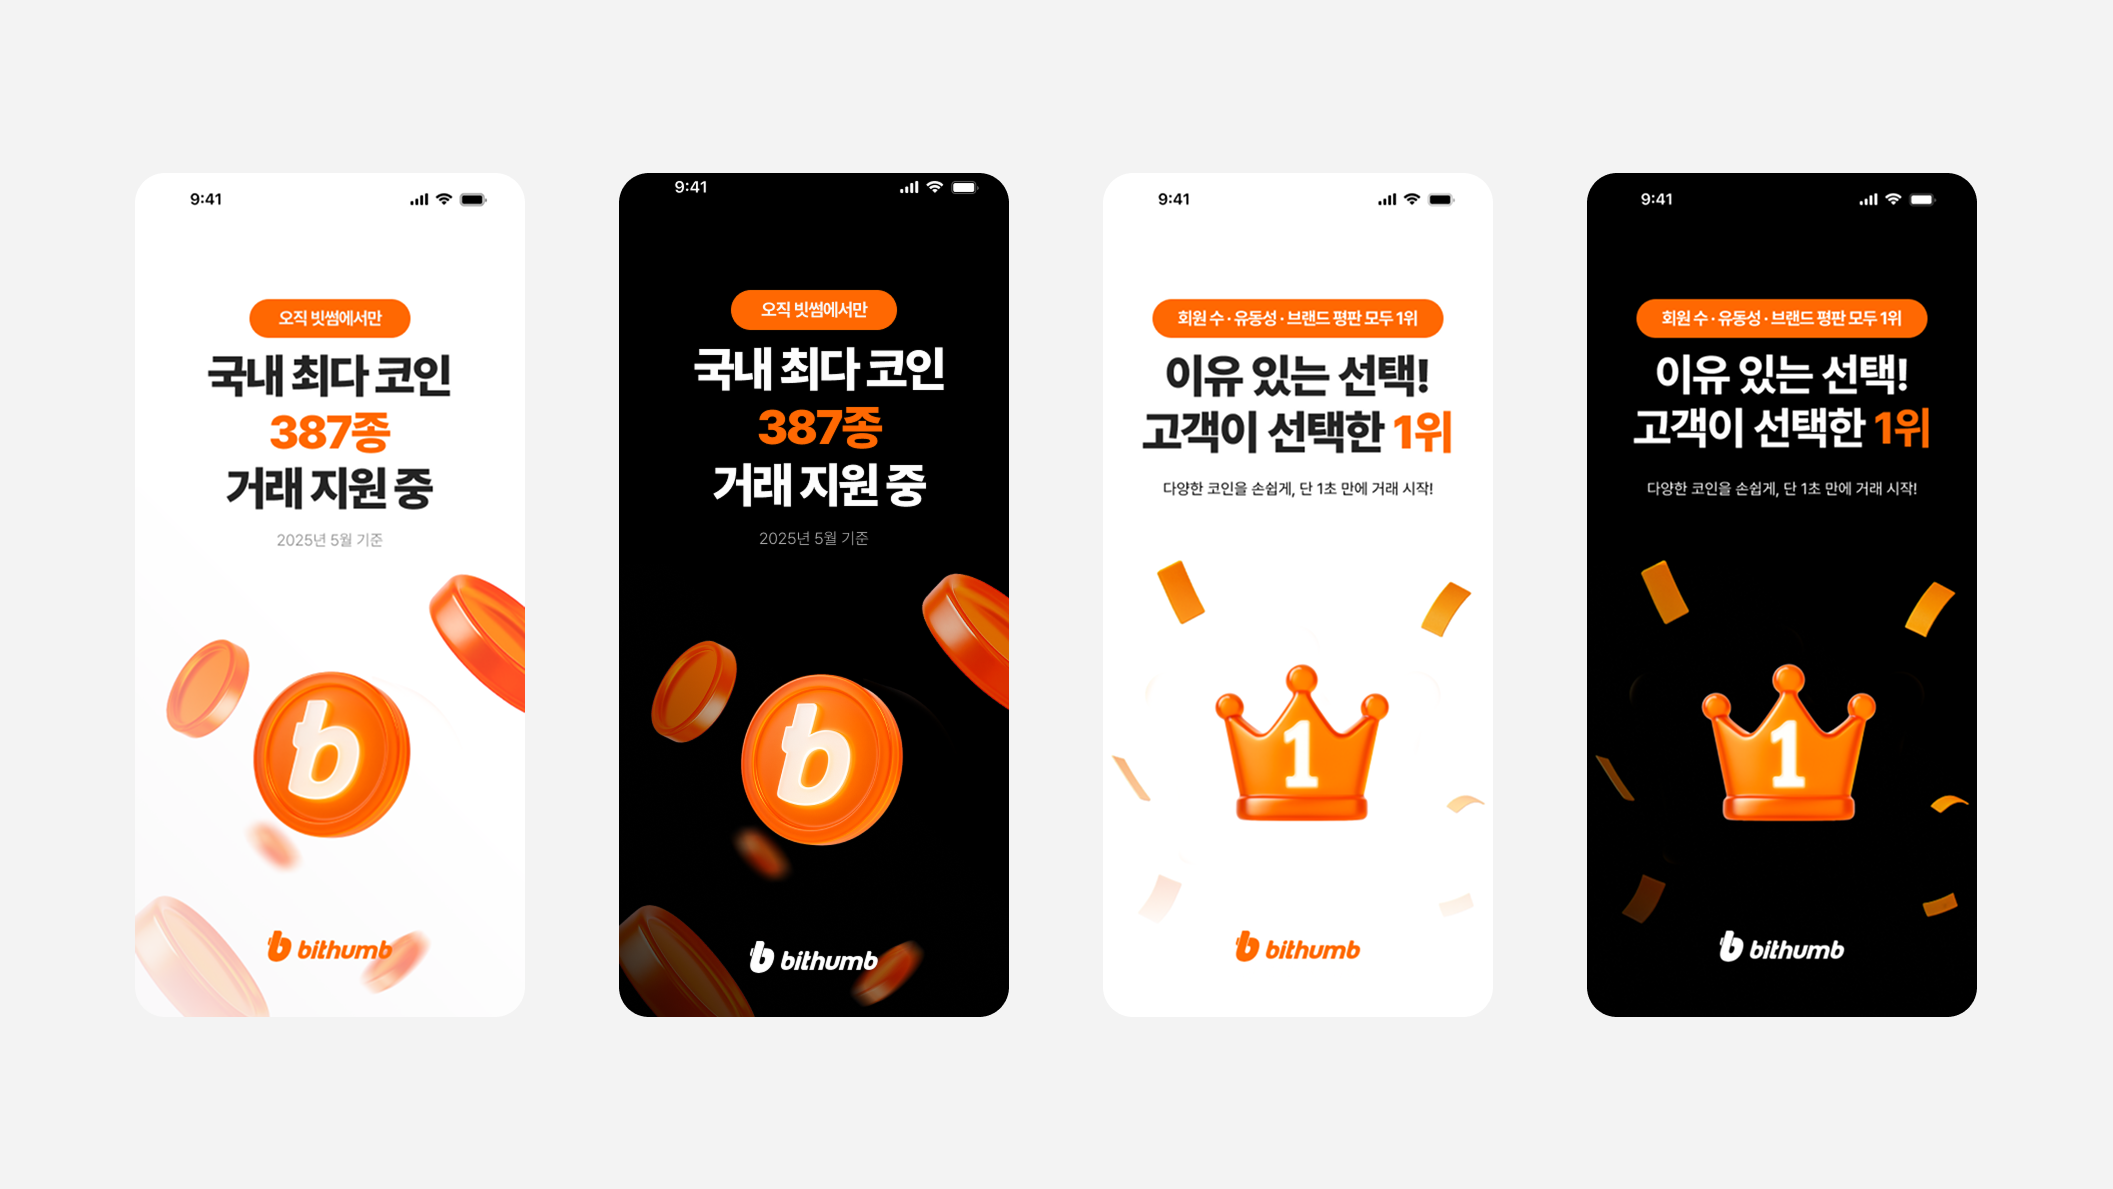 9:41
오직 빗썸에서만
국내 최다 코인
387종
거래 지원 중
2025년 5월 기준
b
bithumb
9:41
오직 빗썸에서만
국내 최다 코인
387종
거래 지원 중
2025년 5월 기준
b
bithumb
9:41
회원 수 · 유동성 · 브랜드 평판 모두 1위
이유 있는 선택!
고객이 선택한 1위
다양한 코인을 손쉽게, 단 1초 만에 거래 시작!
1
bithumb
9:41
회원 수 · 유동성 · 브랜드 평판 모두 1위
이유 있는 선택!
고객이 선택한 1위
다양한 코인을 손쉽게, 단 1초 만에 거래 시작!
1
bithumb